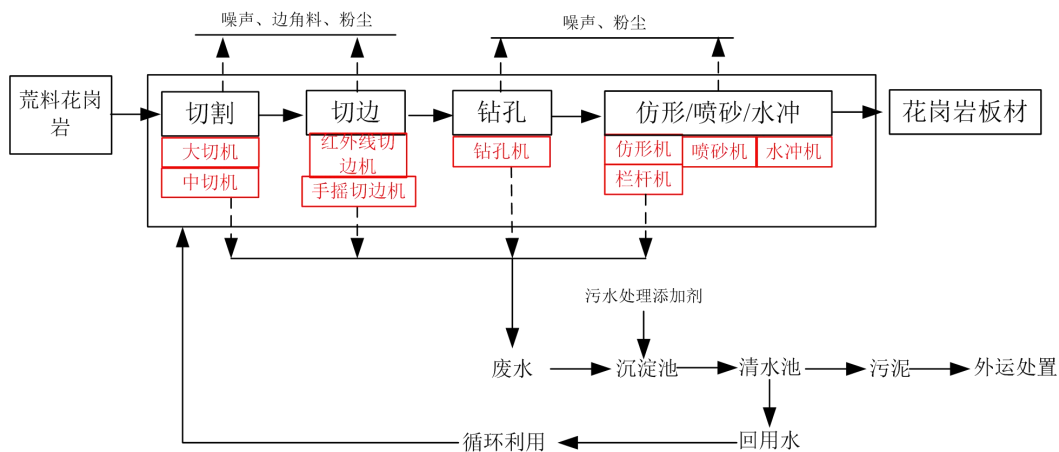 噪声、边角料、粉尘
噪声、粉尘
荒料花岗
岩
切割
切边
钻孔
仿形/喷砂/水冲
花岗岩板材
大切机
中切机
红外线切
边机
手摇切边机
钻孔机
仿形机
喷砂机
水冲机
栏杆机
污水处理添加剂
废水
沉淀池
清水池
污泥
外运处置
循环利用
回用水